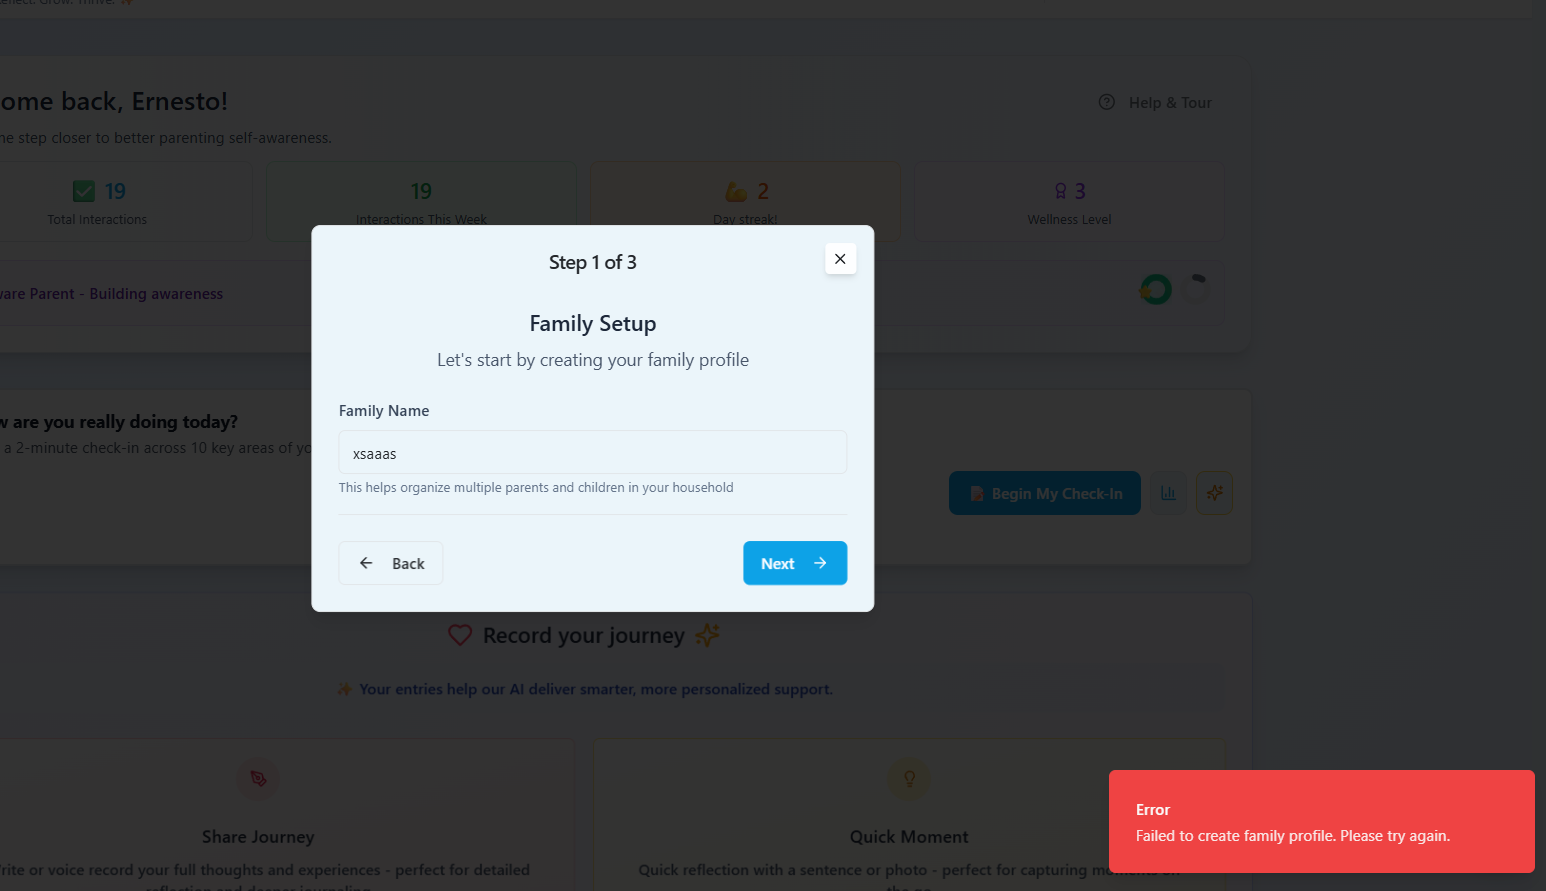 Grow. Thrive.
ome back, Ernesto!
Help & Tour
ne step closer to better parenting self-awareness.
19
Total Interactions
19
Interactions This Week
2
Day streak!
3
Wellness Level
Step 1 of 3
ware Parent - Building awareness
Family Setup
Let's start by creating your family profile
Family Name
w are you really doing today?
a 2-minute check-in across 10 key areas of yo
xsaaas
This helps organize multiple parents and children in your household
Begin My Check-In
Back
Next
Record your journey
Your entries help our AI deliver smarter, more personalized support.
Share Journey
Quick Moment
rite or voice record your full thoughts and experiences - perfect for detailed
Quick reflection with a sentence or photo - perfect for capturing
Error
Failed to create family profile. Please try again.